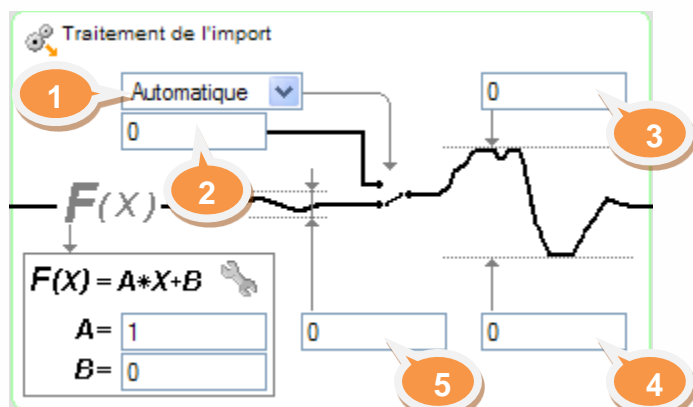 Traitement de l'import
1
Automatique
0
0
2
3
F(X)
F(X) = A*X+B
A= 1
B= 0
0
0
5
4